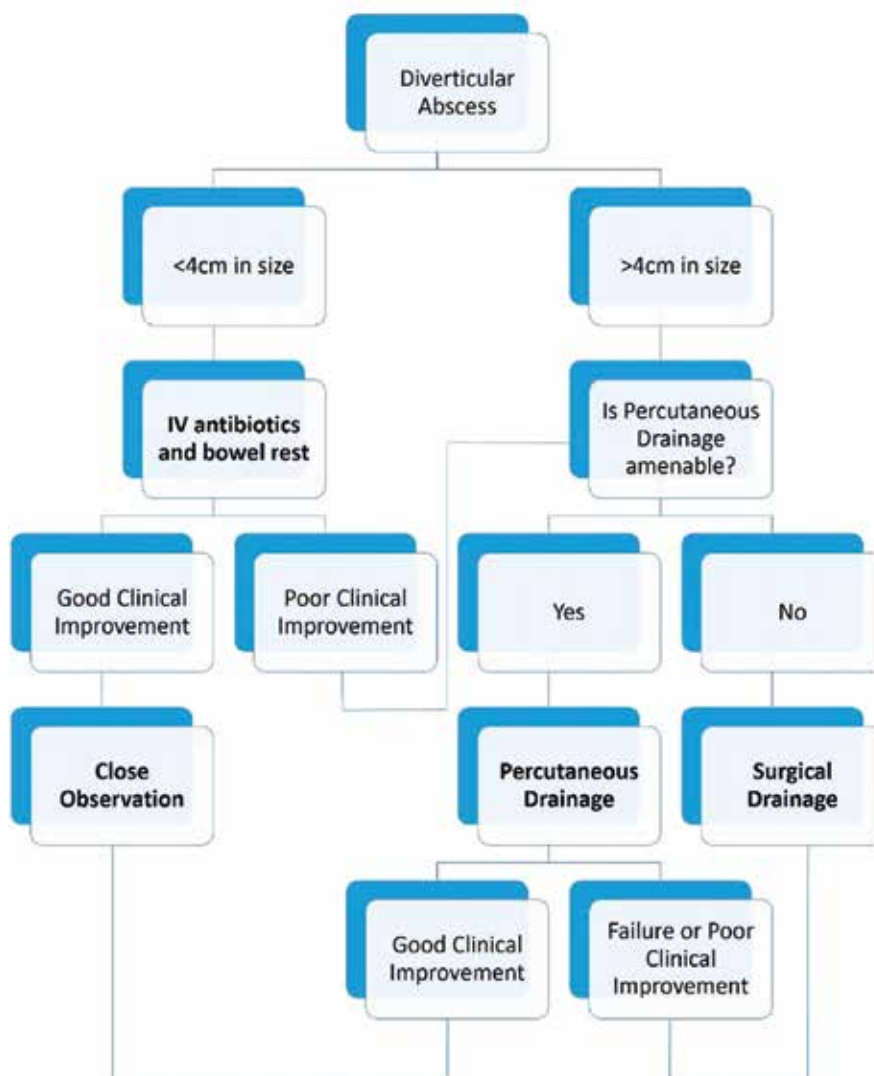 Diverticular
Abscess
<4cm in size
>4cm in size
IV antibiotics
and bowel rest
Is Percutaneous
Drainage
amenable?
Good Clinical
Improvement
Poor Clinical
Improvement
Yes
No
Close
Observation
Percutaneous
Drainage
Surgical
Drainage
Good Clinical
Improvement
Failure or Poor
Clinical
Improvement